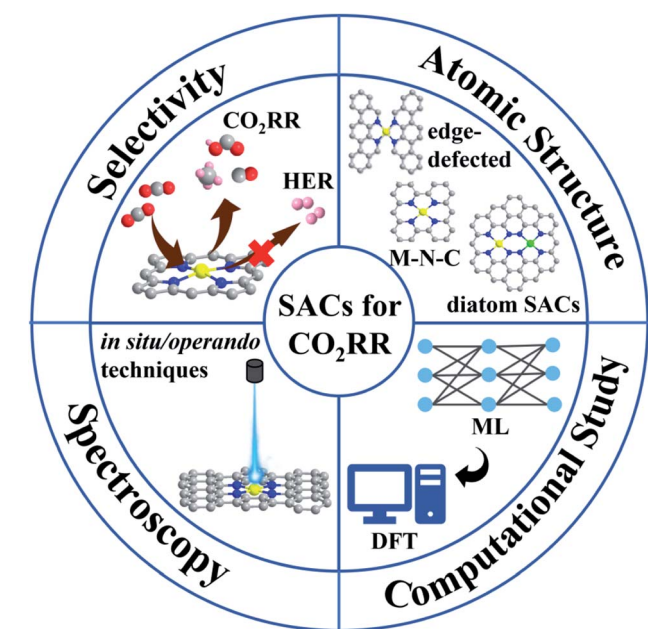 Selectivity
CO₂RR
HER
Atomic Structure
edge-
defected
M-N-C
diatom SACs
SACs for
CO₂RR
in situ/operando
techniques
Spectroscopy
ML
DFT
Computational Study